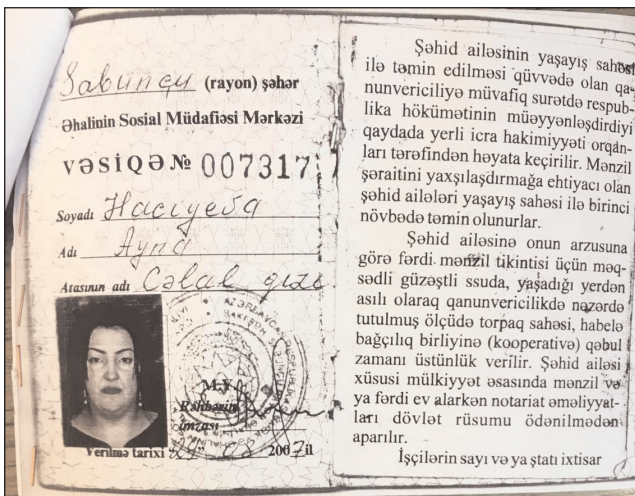 Sabunçu (rayon) şəhər
Əhalinin Sosial Müdafiəsi Mərkəzi
VƏSİQƏ № 007317
Soyadı Hacıyeva
Adı Ayna
Atasının adı Cəlal qızı
M.Y.
Rəhbərin
imzası
Verilmə tarixi 2007 il
Şəhid ailəsinin yaşayış sahəsi
ilə təmin edilməsi qüvvədə olan qa-
nunvericiliyə müvafiq surətdə respub-
lika hökümətinin müəyyənləşdirdiyi
qaydada yerli icra hakimiyyəti orqan-
ları tərəfindən həyata keçirilir. Mənzil
şəraitini yaxşılaşdırmağa ehtiyacı olan
şəhid ailələri yaşayış sahəsi ilə birinci
növbədə təmin olunurlar.
Şəhid ailəsinə onun arzusuna
görə fərdi mənzil tikintisi üçün məq-
sədli güzəştli ssuda, yaşadığı yerdən
asılı olaraq qanunvericilikdə nəzərdə
tutulmuş ölçüdə torpaq sahəsi, habelə
bağçılıq birliyinə (kooperativə) qəbul
zamanı üstünlük verilir. Şəhid ailəsi
xüsusi mülkiyyət əsasında mənzil və
ya fərdi ev alarkən notariat əməliyyat-
ları dövlət rüsumu ödənilmədən
aparılır.
İşçilərin sayı və ya ştatı ixtisar